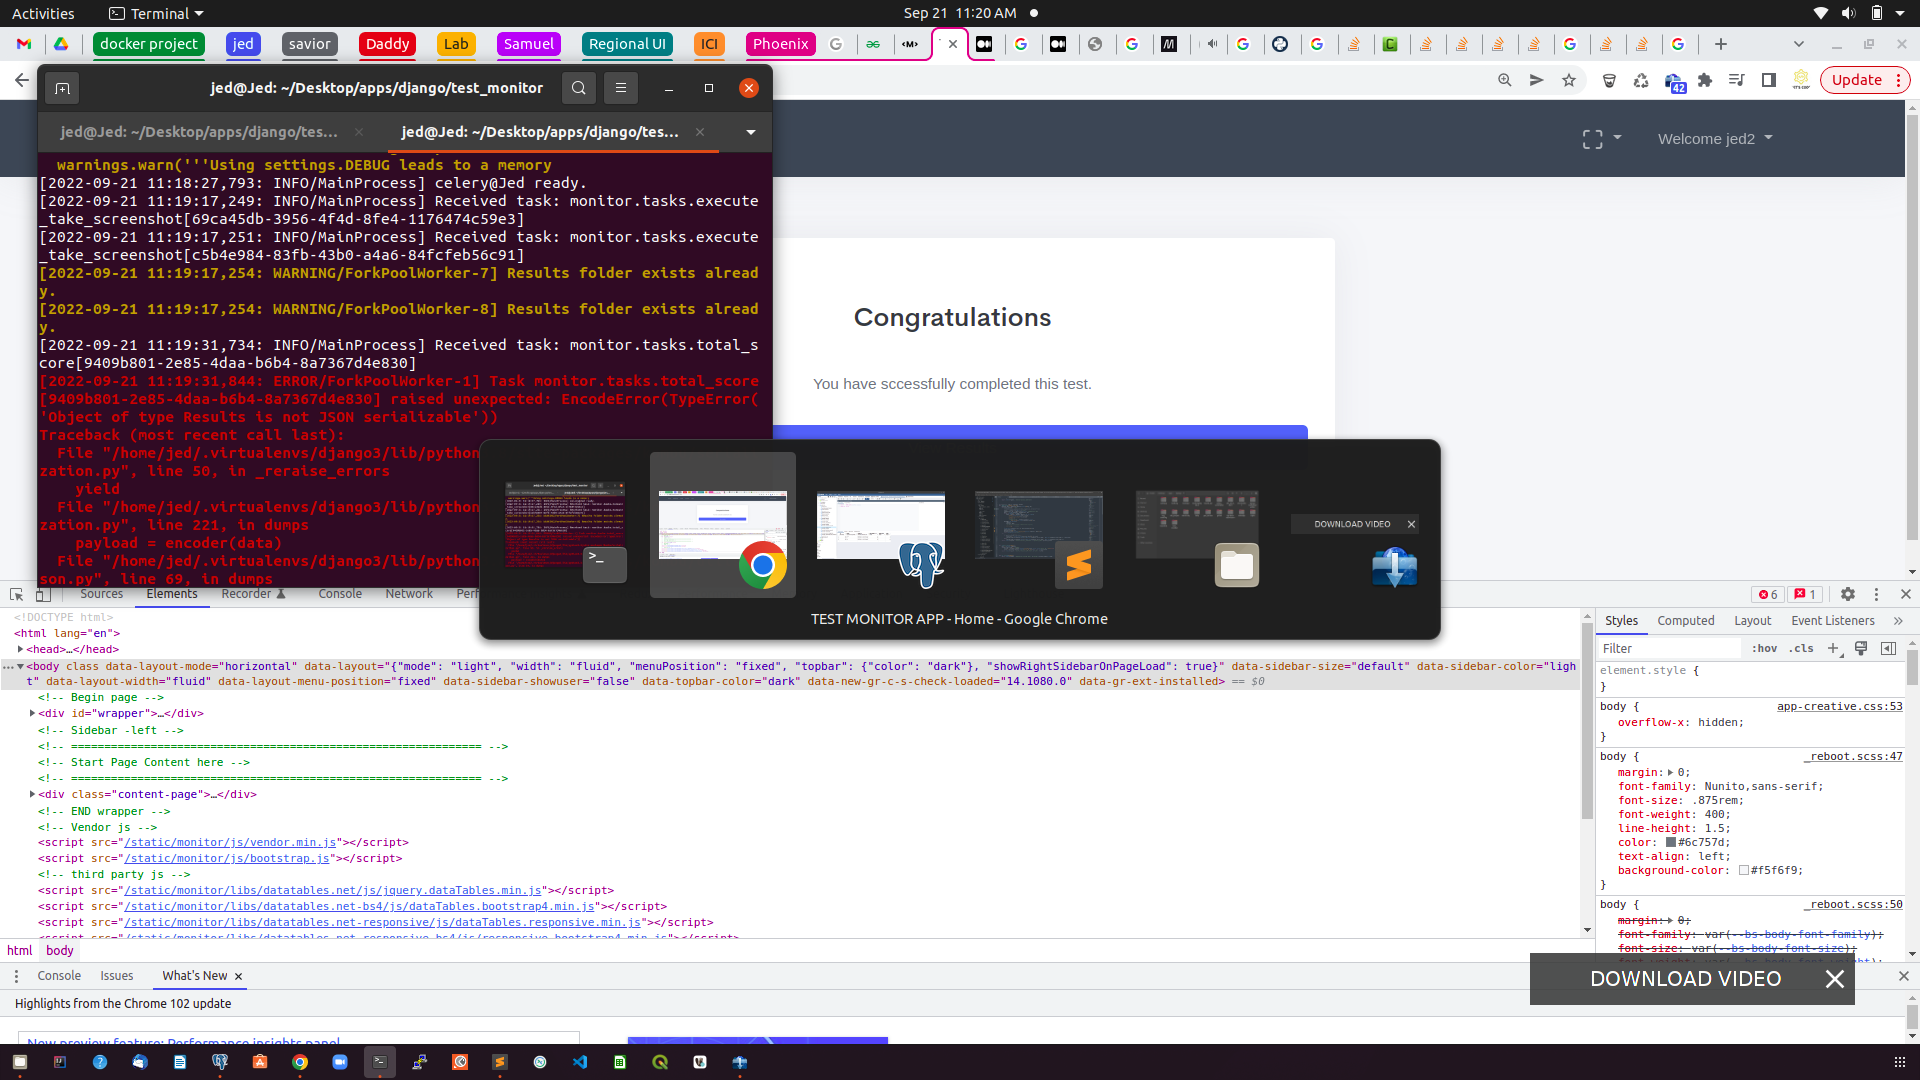 Activities
Terminal
Sep 21 11:20 AM
docker project
jed
savior
Daddy
Lab
Samuel
Regional UI
ICI
Phoenix
42
Update
jed@Jed: ~/Desktop/apps/django/test_monitor
jed@Jed: ~/Desktop/apps/django/tes...
jed@Jed: ~/Desktop/apps/django/tes...
warnings.warn('''Using settings.DEBUG leads to a memory
[2022-09-21 11:18:27,793: INFO/MainProcess] celery@Jed ready.
[2022-09-21 11:19:17,249: INFO/MainProcess] Received task: monitor.tasks.execute
_take_screenshot[69ca45db-3956-4f4d-8fe4-1176474c59e3]
[2022-09-21 11:19:17,251: INFO/MainProcess] Received task: monitor.tasks.execute
_take_screenshot[c5b4e984-83fb-43b0-a4a6-84fcfeb56c91]
[2022-09-21 11:19:17,254: WARNING/ForkPoolWorker-7] Results folder exists alread
y.
[2022-09-21 11:19:17,254: WARNING/ForkPoolWorker-8] Results folder exists alread
y.
[2022-09-21 11:19:31,734: INFO/MainProcess] Received task: monitor.tasks.total_s
core[9409b801-2e85-4daa-b6b4-8a7367d4e830]
[2022-09-21 11:19:31,844: ERROR/ForkPoolWorker-1] Task monitor.tasks.total_score
[9409b801-2e85-4daa-b6b4-8a7367d4e830] raised unexpected: EncodeError(TypeError(
'Object of type Results is not JSON serializable'))
Traceback (most recent call last):
File "/home/jed/.virtualenvs/django3/lib/python
zation.py", line 50, in _reraise_errors
yield
File "/home/jed/.virtualenvs/django3/lib/python
zation.py", line 221, in dumps
payload = encoder(data)
File "/home/jed/.virtualenvs/django3/lib/python
son.py", line 69, in dumps
Welcome jed2
Congratulations
You have sccessfully completed this test.
DOWNLOAD VIDEO
TEST MONITOR APP - Home - Google Chrome
Sources
Elements
Recorder
Console
Network
6
1
<!DOCTYPE html>
<html lang="en">
<head>…</head>
<body class data-layout-mode="horizontal" data-layout="{"mode": "light", "width": "fluid", "menuPosition": "fixed", "topbar": {"color": "dark"}, "showRightSidebarOnPageLoad": true}" data-sidebar-size="default" data-sidebar-color="ligh
t" data-layout-width="fluid" data-layout-menu-position="fixed" data-sidebar-showuser="false" data-topbar-color="dark" data-new-gr-c-s-check-loaded="14.1080.0" data-gr-ext-installed> == $0
<!-- Begin page -->
<div id="wrapper">…</div>
<!-- Sidebar -left -->
<!-- ============================================================== -->
<!-- Start Page Content here -->
<!-- ============================================================== -->
<div class="content-page">…</div>
<!-- END wrapper -->
<!-- Vendor js -->
<script src="/static/monitor/js/vendor.min.js"></script>
<script src="/static/monitor/js/bootstrap.js"></script>
<!-- third party js -->
<script src="/static/monitor/libs/datatables.net/js/jquery.dataTables.min.js"></script>
<script src="/static/monitor/libs/datatables.net-bs4/js/dataTables.bootstrap4.min.js"></script>
<script src="/static/monitor/libs/datatables.net-responsive/js/dataTables.responsive.min.js"></script>
Styles
Computed
Layout
Event Listeners
Filter
:hov
.cls
element.style {
}
body {
app-creative.css:53
overflow-x: hidden;
}
body {
_reboot.scss:47
margin: 0;
font-family: Nunito,sans-serif;
font-size: .875rem;
font-weight: 400;
line-height: 1.5;
color: #6c757d;
text-align: left;
background-color: #f5f6f9;
}
body {
_reboot.scss:50
margin: 0;
font-family: var(--bs-body-font-family);
font-size: var(--bs-body-font-size);
html
body
Console
Issues
What's New
DOWNLOAD VIDEO
Highlights from the Chrome 102 update
New preview feature: Performance insights panel